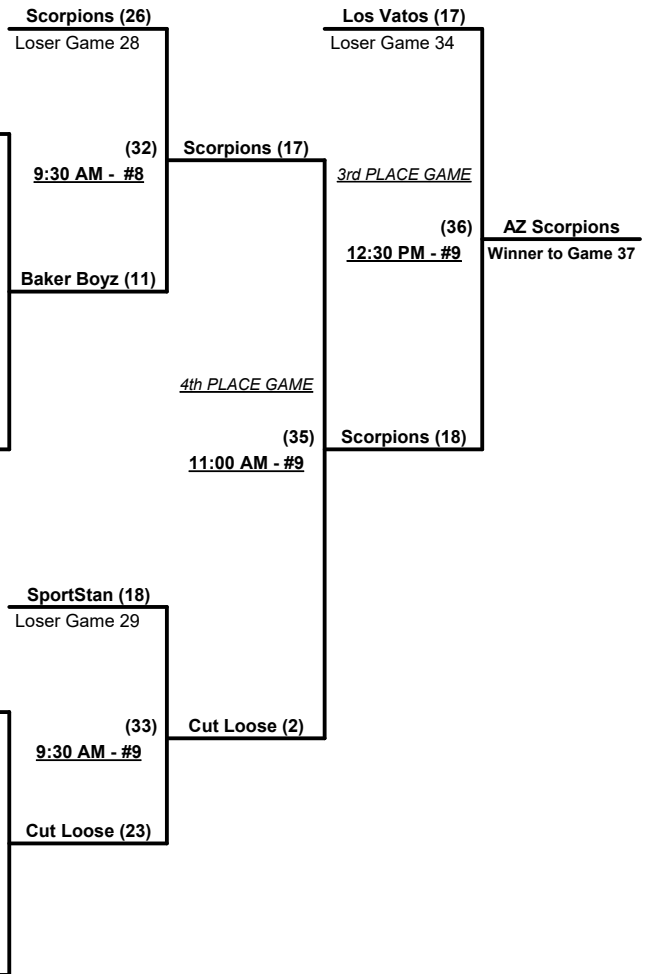 Scorpions (26)
Loser Game 28
Los Vatos (17)
Loser Game 34
(32)
9:30 AM - #8
Scorpions (17)
3rd PLACE GAME
(36)
12:30 PM - #9
AZ Scorpions
Winner to Game 37
Baker Boyz (11)
4th PLACE GAME
(35)
11:00 AM - #9
Scorpions (18)
SportStan (18)
Loser Game 29
(33)
9:30 AM - #9
Cut Loose (2)
Cut Loose (23)